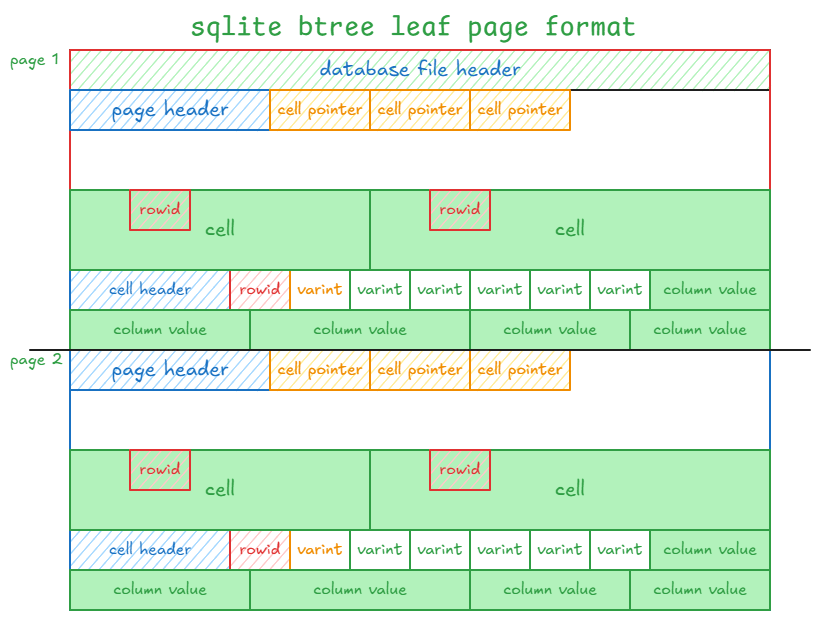 sqlite btree leaf page format
page 1
database file header
page header cell pointer cell pointer cell pointer
rowid cell rowid cell
cell header rowid varint varint varint varint varint varint column value
column value column value column value column value
page 2
page header cell pointer cell pointer cell pointer
rowid cell rowid cell
cell header rowid varint varint varint varint varint varint column value
column value column value column value column value